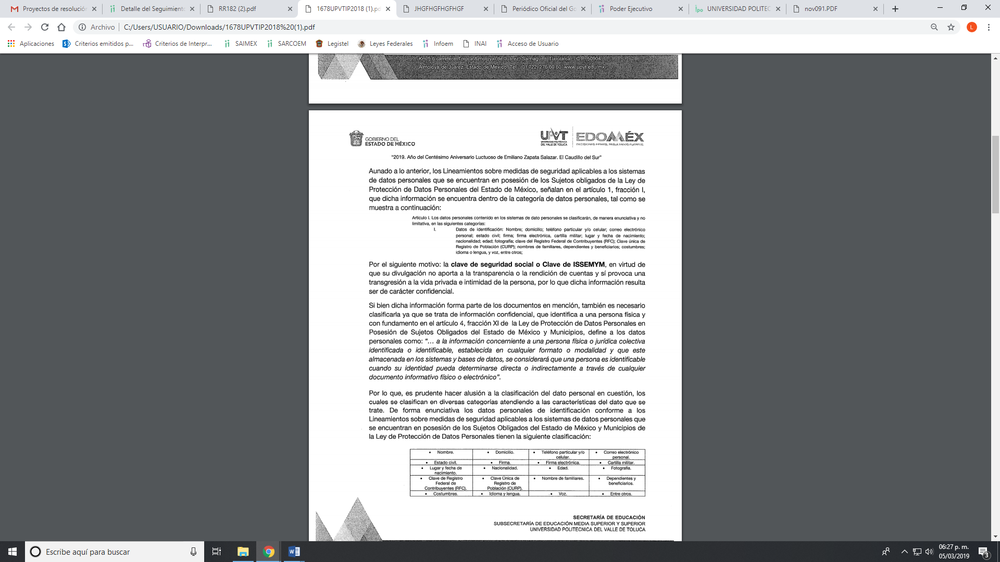 Proyectos de resolución
Detalle del Seguimiento
RR182 (2).pdf
1678UPVTIP2018 (1).pd
JHGFHGFHGFHGF
Periódico Oficial del Go
Poder Ejecutivo
UNIVERSIDAD POLITEC
nov091.PDF
Archivo
C:/Users/USUARIO/Downloads/1678UPVTIP2018%20(1).pdf
L
Aplicaciones
Criterios emitidos p...
Criterios de Interpr...
SAIMEX
SARCOEM
Legistel
Leyes Federales
Infoem
INAI
Acceso de Usuario
Km 5.6 carretera Toluca-Almoloya de Juárez, Santiaguito Tlalcilalcali, C.P. 50904,
Almoloya de Juárez, Estado de México Tel.: (01 722) 276 60 60 www.upvt.edu.mx
GOBIERNO DEL
ESTADO DE MÉXICO
UPVT
UNIVERSIDAD POLITÉCNICA
DEL VALLE DE TOLUCA
EDOMÉX
DECISIONES FIRMES, RESULTADOS FUERTES.
"2019. Año del Centésimo Aniversario Luctuoso de Emiliano Zapata Salazar. El Caudillo del Sur"
Aunado a lo anterior, los Lineamientos sobre medidas de seguridad aplicables a los sistemas
de datos personales que se encuentran en posesión de los Sujetos obligados de la Ley de
Protección de Datos Personales del Estado de México, señalan en el artículo 1, fracción I,
que dicha información se encuentra dentro de la categoría de datos personales, tal como se
muestra a continuación:
Articulo I. Los datos personales contenido en los sistemas de dato personales se clasificarán, de manera enunciativa y no
limitativa, en las siguientes categorías:
I. Datos de identificación: Nombre; domicilio; teléfono particular y/o celular; correo electrónico
personal; estado civil; firma; firma electrónica, cartilla militar; lugar y fecha de nacimiento;
nacionalidad; edad; fotografía; clave del Registro Federal de Contribuyentes (RFC); Clave única de
Registro de Población (CURP); nombres de familiares, dependientes y beneficiarios; costumbres;
idioma o lengua, y voz, entre otros;
Por el siguiente motivo: la clave de seguridad social o Clave de ISSEMYM, en virtud de
que su divulgación no aporta a la transparencia o la rendición de cuentas y sí provoca una
transgresión a la vida privada e intimidad de la persona, por lo que dicha información resulta
ser de carácter confidencial.
Si bien dicha información forma parte de los documentos en mención, también es necesario
clasificarla ya que se trata de información confidencial, que identifica a una persona física y
con fundamento en el artículo 4, fracción XI de la Ley de Protección de Datos Personales en
Posesión de Sujetos Obligados del Estado de México y Municipios, define a los datos
personales como: "... a la información concerniente a una persona física o jurídica colectiva
identificada o identificable, establecida en cualquier formato o modalidad y que este
almacenada en los sistemas y bases de datos, se considerará que una persona es identificable
cuando su identidad pueda determinarse directa o indirectamente a través de cualquier
documento informativo físico o electrónico".
Por lo que, es prudente hacer alusión a la clasificación del dato personal en cuestión, los
cuales se clasifican en diversas categorías atendiendo a las características del dato que se
trate. De forma enunciativa los datos personales de identificación conforme a los
Lineamientos sobre medidas de seguridad aplicables a los sistemas de datos personales que
se encuentran en posesión de los Sujetos Obligados del Estado de México y Municipios de
la Ley de Protección de Datos Personales tienen la siguiente clasificación:
• Nombre. • Domicilio. • Teléfono particular y/o • Correo electrónico
celular. personal.
• Estado civil. • Firma. • Firma electrónica. • Cartilla militar.
• Lugar y fecha de • Nacionalidad. • Edad. • Fotografía.
nacimiento.
• Clave de Registro • Clave Única de • Nombre de familiares. • Dependientes y
Federal de Registro de beneficiarios.
Contribuyentes (RFC). Población (CURP).
• Costumbres. • Idioma y lengua. • Voz. • Entre otros.
SECRETARÍA DE EDUCACIÓN
SUBSECRETARÍA DE EDUCACIÓN MEDIA SUPERIOR Y SUPERIOR
UNIVERSIDAD POLITÉCNICA DEL VALLE DE TOLUCA
Escribe aquí para buscar
06:27 p. m.
05/03/2019
3